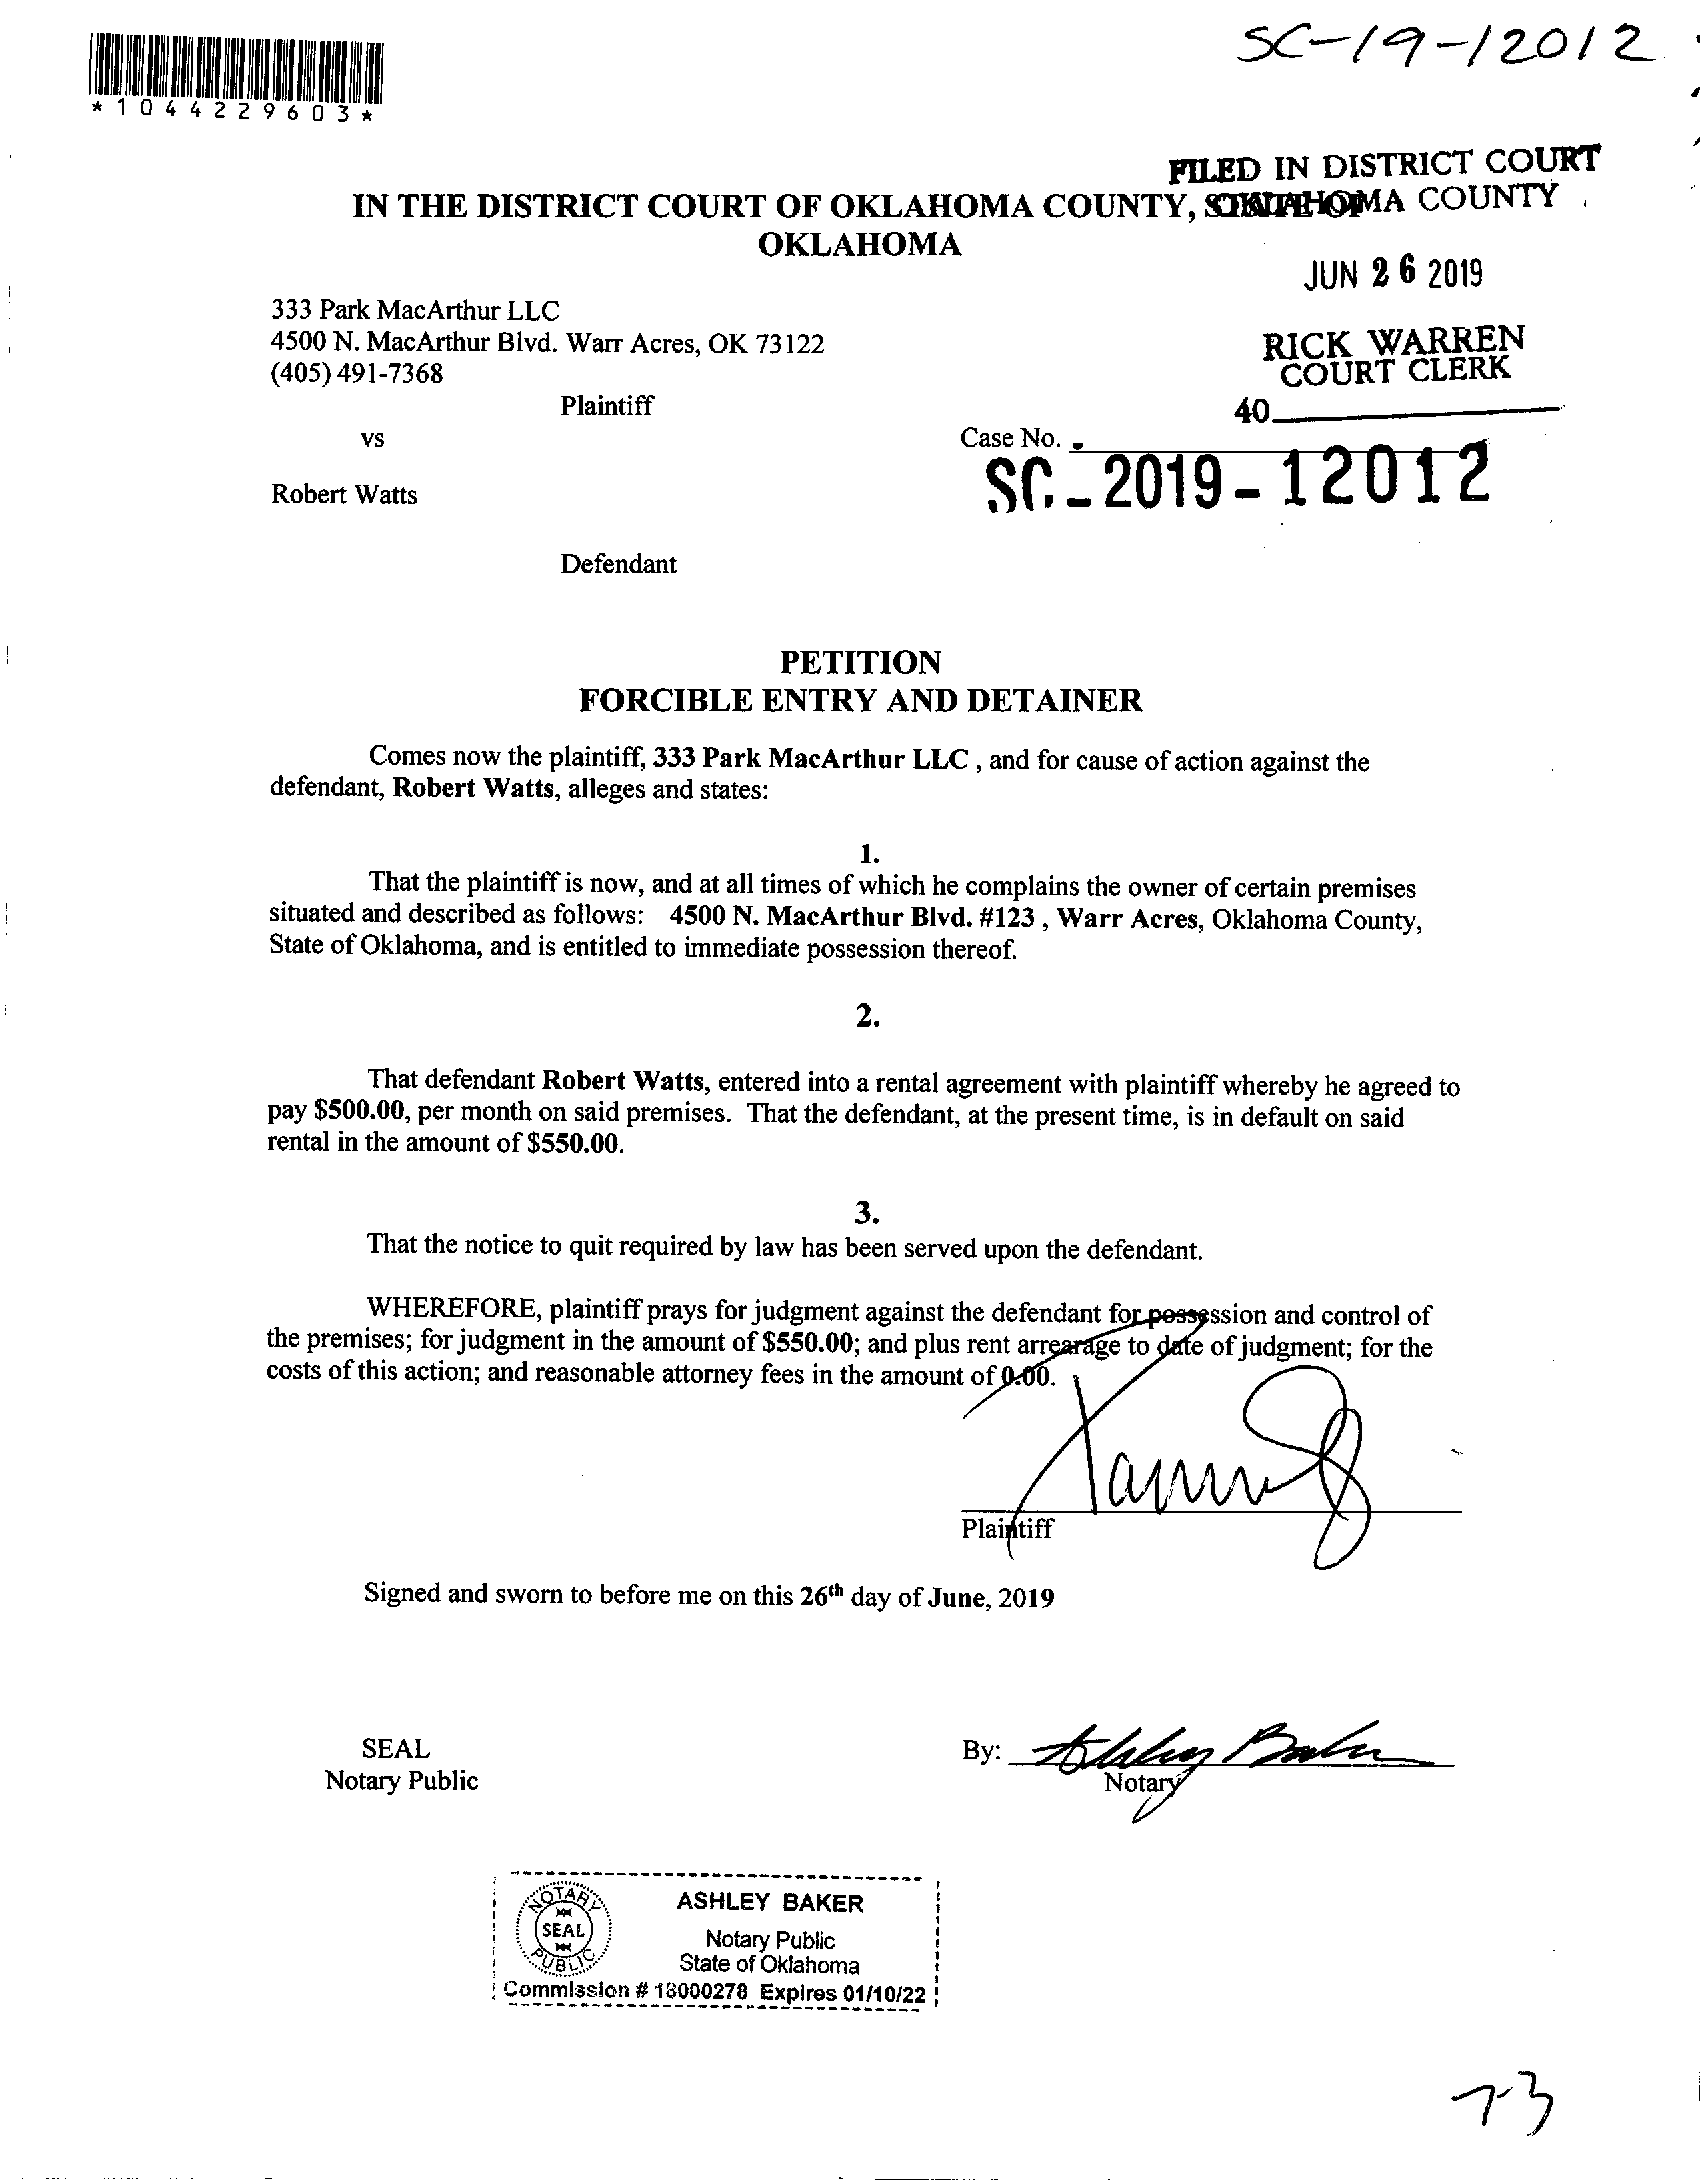 SC-19-12012
*1044229603*
FILED IN DISTRICT COURT
OKLAHOMA COUNTY
IN THE DISTRICT COURT OF OKLAHOMA COUNTY, STATE OF
OKLAHOMA
JUN 26 2019
333 Park MacArthur LLC
4500 N. MacArthur Blvd. Warr Acres, OK 73122
(405) 491-7368
RICK WARREN
COURT CLERK
40
Plaintiff
vs
Case No.
SC-2019-12012
Robert Watts
Defendant
PETITION
FORCIBLE ENTRY AND DETAINER
Comes now the plaintiff, 333 Park MacArthur LLC , and for cause of action against the
defendant, Robert Watts, alleges and states:
1.
That the plaintiff is now, and at all times of which he complains the owner of certain premises
situated and described as follows: 4500 N. MacArthur Blvd. #123 , Warr Acres, Oklahoma County,
State of Oklahoma, and is entitled to immediate possession thereof.
2.
That defendant Robert Watts, entered into a rental agreement with plaintiff whereby he agreed to
pay $500.00, per month on said premises. That the defendant, at the present time, is in default on said
rental in the amount of $550.00.
3.
That the notice to quit required by law has been served upon the defendant.
WHEREFORE, plaintiff prays for judgment against the defendant for possession and control of
the premises; for judgment in the amount of $550.00; and plus rent arrearage to date of judgment; for the
costs of this action; and reasonable attorney fees in the amount of 0.00.
Plaintiff
Signed and sworn to before me on this 26th day of June, 2019
SEAL
Notary Public
By: Ashley Baker
Notary
NOTARY
SEAL
PUBLIC
ASHLEY BAKER
Notary Public
State of Oklahoma
Commission # 18000278 Expires 01/10/22